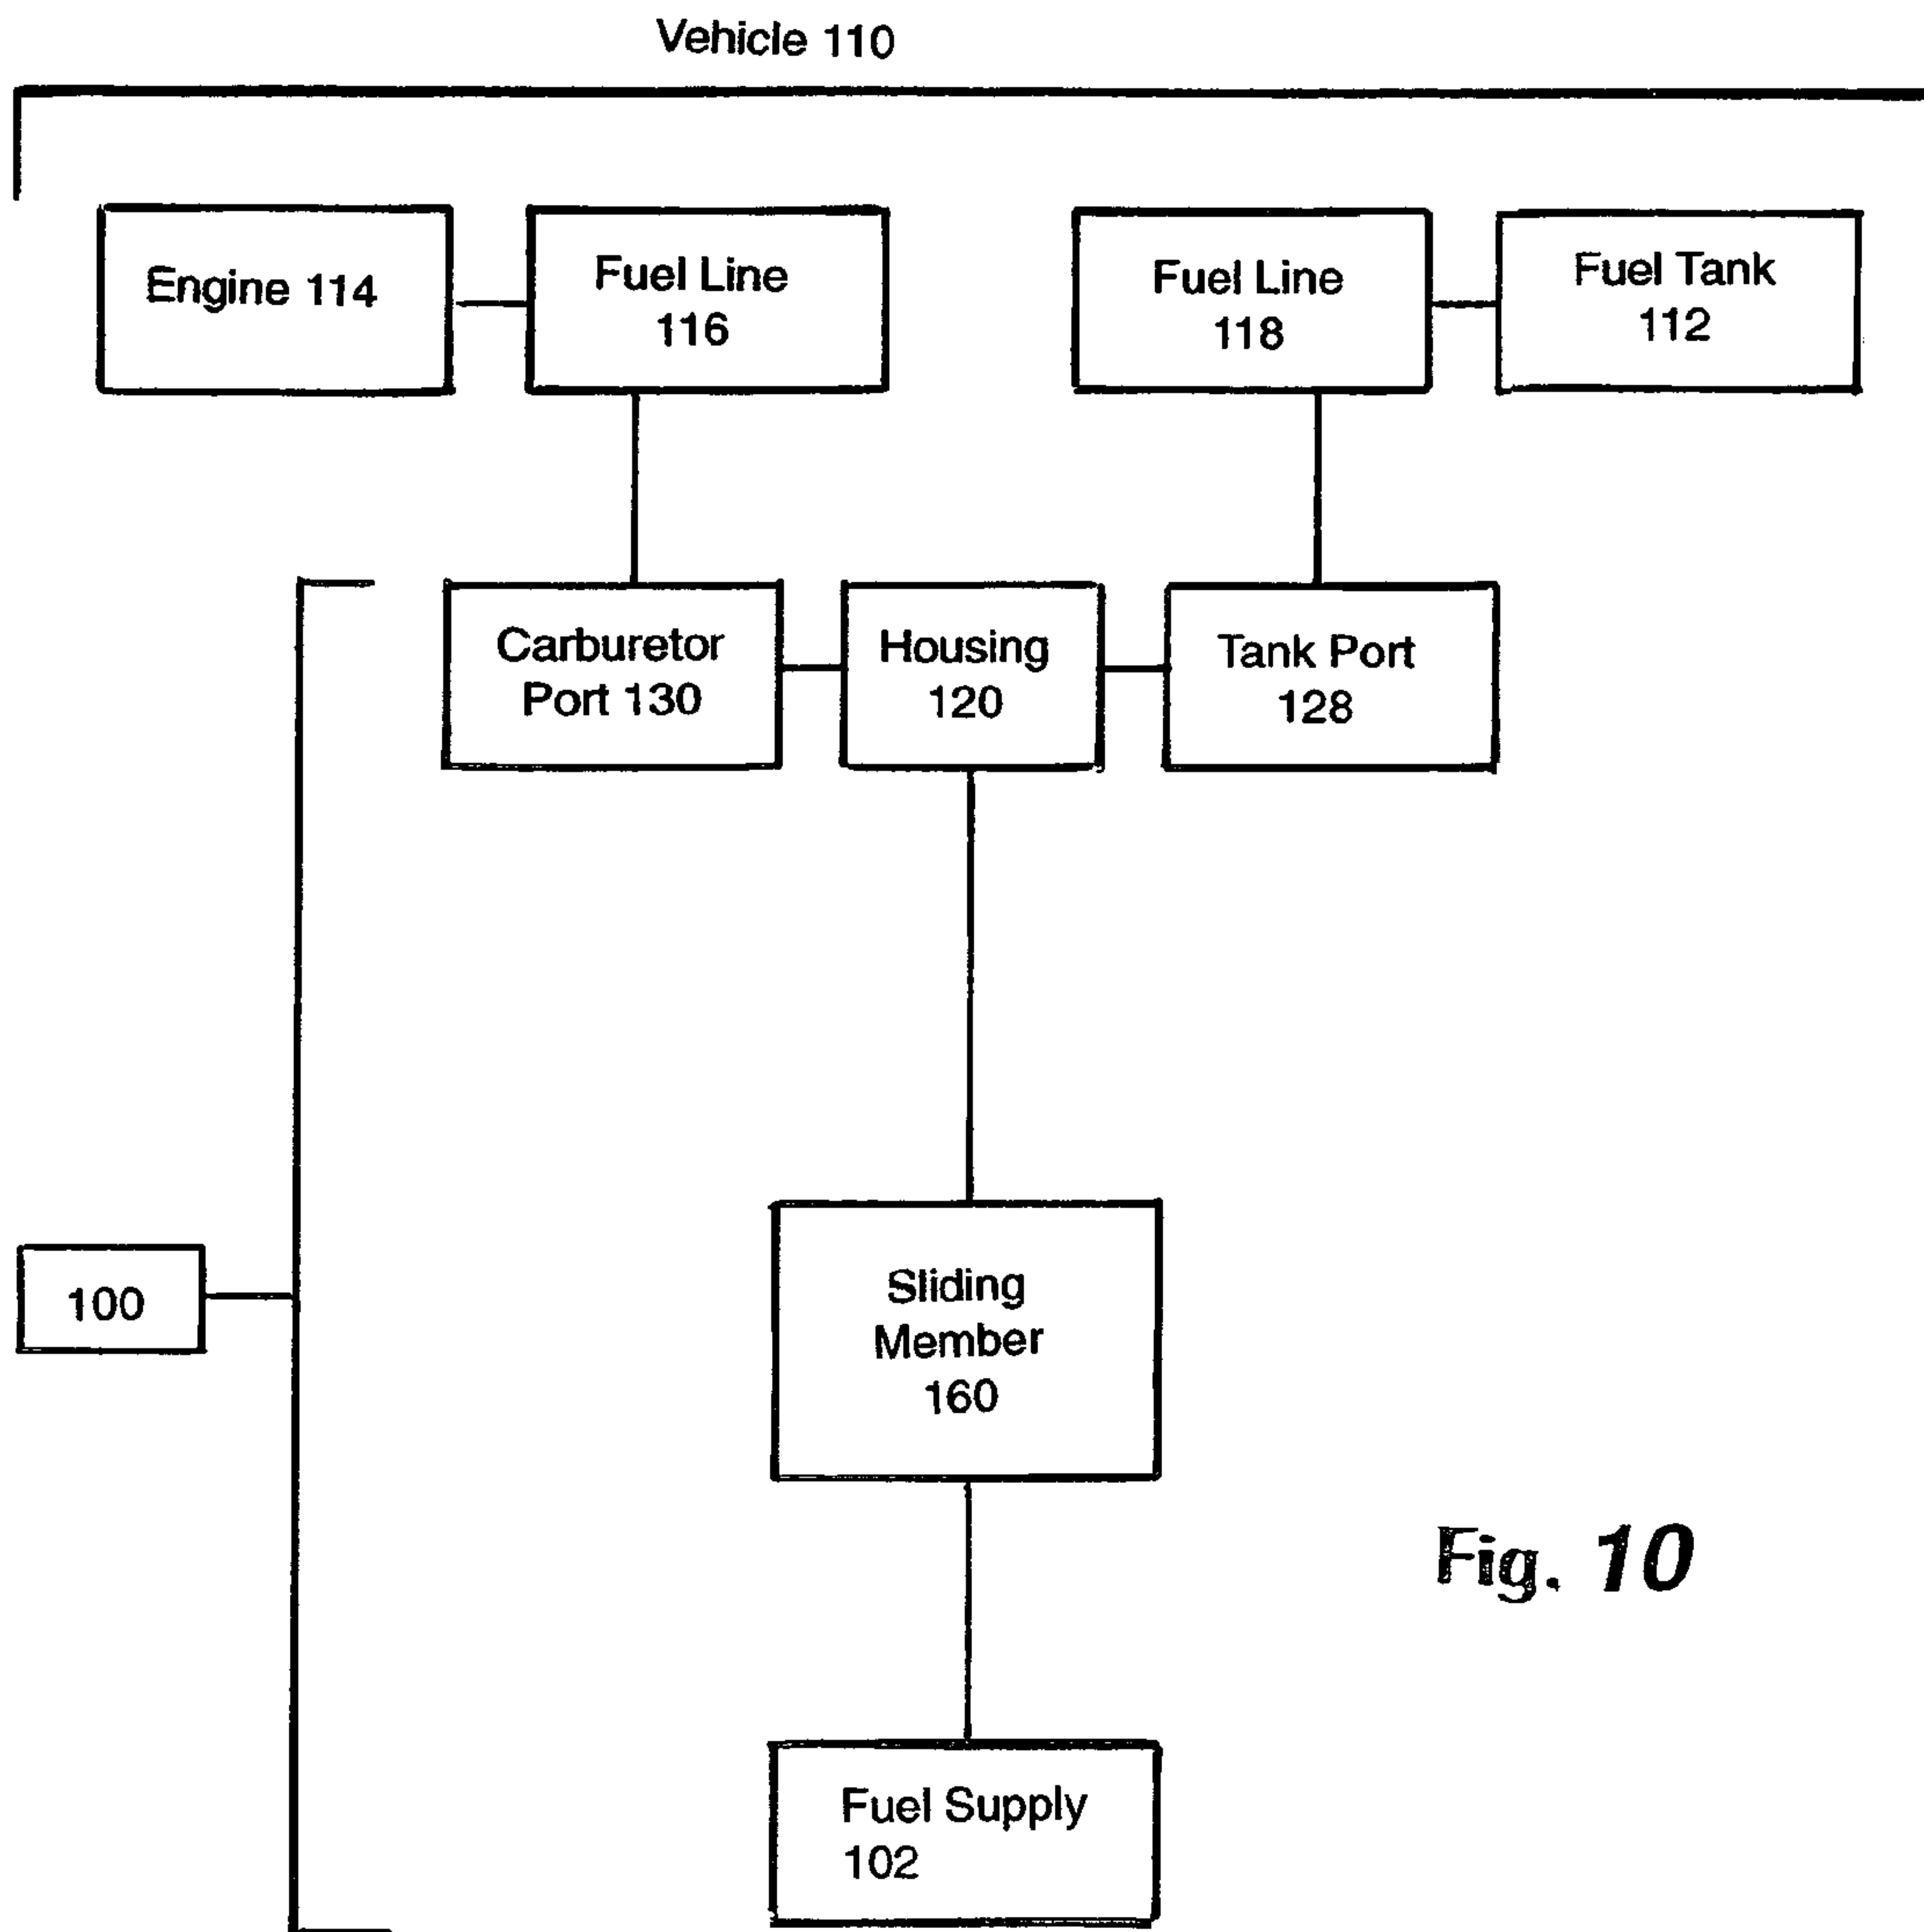 Vehicle 110
Engine 114
Fuel Line
116
Fuel Line
118
Fuel Tank
112
Carburetor
Port 130
Housing
120
Tank Port
128
100
Sliding
Member
160
Fuel Supply
102
Fig. 10